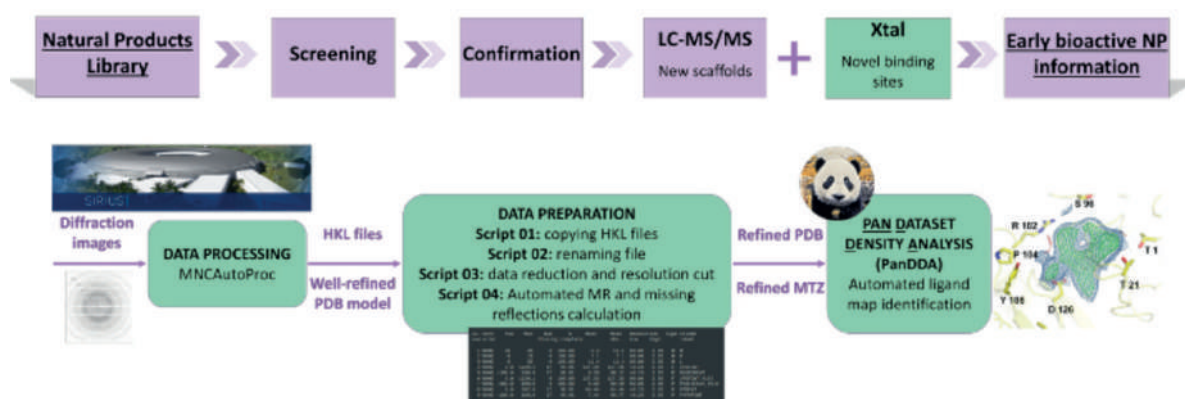 Natural Products
Library
Screening
Confirmation
LC-MS/MS
New scaffolds
Xtal
Novel binding
sites
Early bioactive NP
information
SIRIUS
Diffraction
images
DATA PROCESSING
MNCAutoProc
HKL files
Well-refined
PDB model
DATA PREPARATION
Script 01: copying HKL files
Script 02: renaming file
Script 03: data reduction and resolution cut
Script 04: Automated MR and missing
reflections calculation
Refined PDB
Refined MTZ
PAN DATASET
DENSITY ANALYSIS
(PanDDA)
Automated ligand
map identification
S 96
R 102
P 104
Y 108
D 126
T 21
T 1